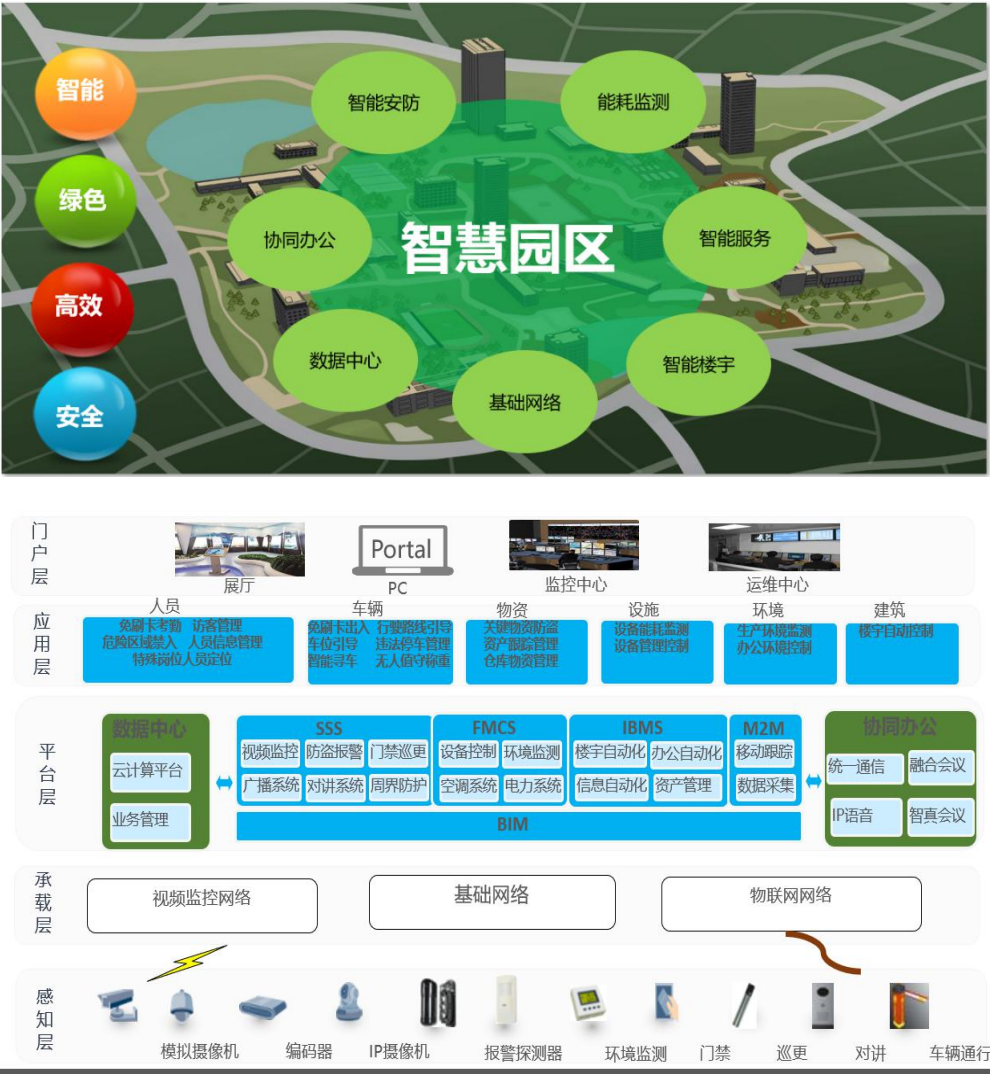 智能
绿色
高效
安全
智能安防
能耗监测
协同办公
智慧园区
智能服务
数据中心
智能楼宇
基础网络
门户层
展厅
Portal
PC
监控中心
运维中心
应用层
人员
免刷卡考勤 访客管理
危险区域禁入 人员信息管理
特殊岗位人员定位
车辆
免刷卡出入 行驶路线引导
车位引导 违法停车管理
智能寻车 无人值守称重
物资
关键物资防盗
资产跟踪管理
仓库物资管理
设施
设备能耗监测
设备管理控制
环境
生产环境监测
办公环境控制
建筑
楼宇自动控制
平台层
数据中心
云计算平台
业务管理
SSS
视频监控 防盗报警 门禁巡更
广播系统 对讲系统 周界防护
FMCS
设备控制 环境监测
空调系统 电力系统
IBMS
楼宇自动化 办公自动化
信息自动化 资产管理
M2M
移动跟踪
数据采集
BIM
协同办公
统一通信 融合会议
IP语音 智真会议
承载层
视频监控网络
基础网络
物联网网络
感知层
模拟摄像机
编码器
IP摄像机
报警探测器
环境监测
门禁
巡更
对讲
车辆通行